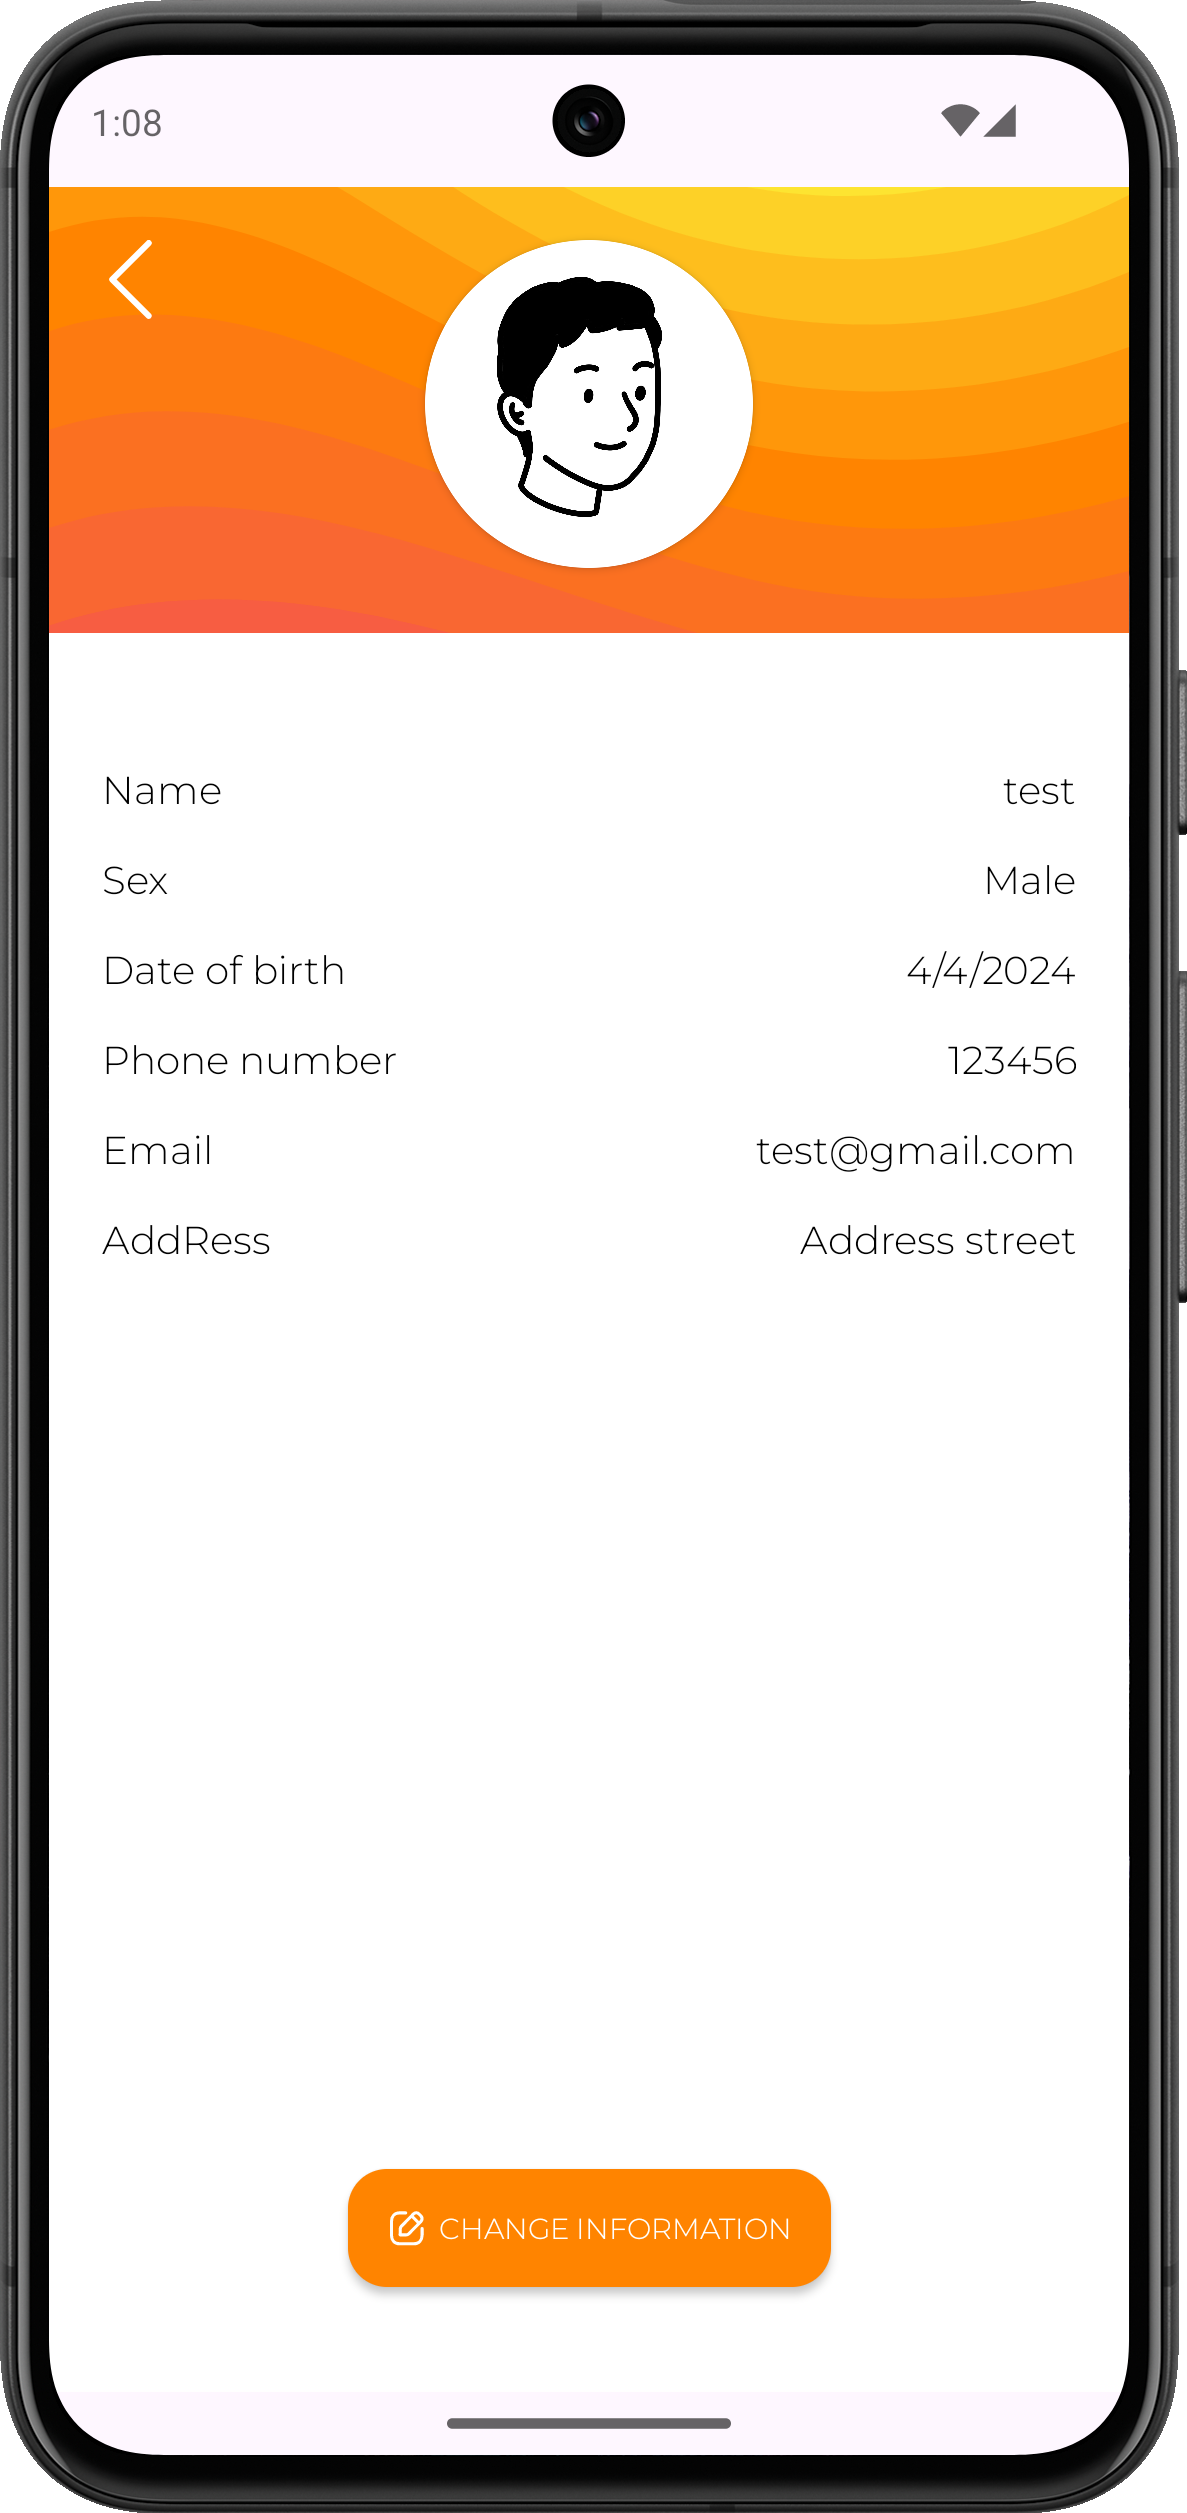 1:08
Name test
Sex Male
Date of birth 4/4/2024
Phone number 123456
Email test@gmail.com
AddRess Address street
CHANGE INFORMATION